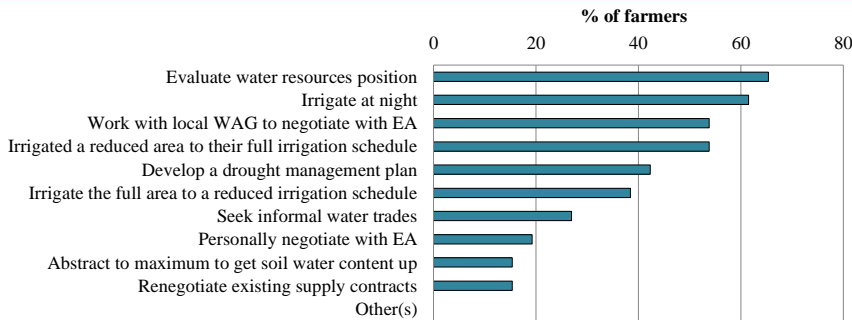 % of farmers
0 20 40 60 80
Evaluate water resources position
Irrigate at night
Work with local WAG to negotiate with EA
Irrigated a reduced area to their full irrigation schedule
Develop a drought management plan
Irrigate the full area to a reduced irrigation schedule
Seek informal water trades
Personally negotiate with EA
Abstract to maximum to get soil water content up
Renegotiate existing supply contracts
Other(s)